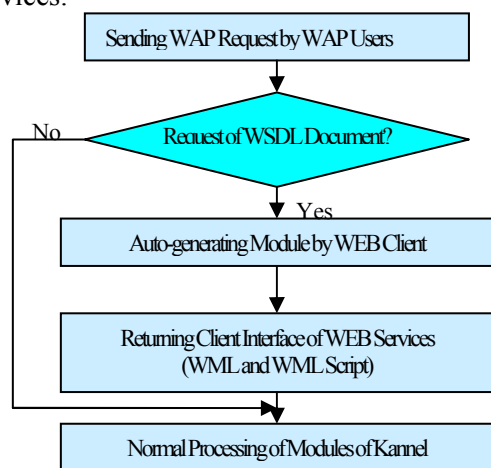 vices.
Sending WAP Request by WAP Users
Request of WSDL Document?
No
Yes
Auto-generating Module by WEB Client
Returning Client Interface of WEB Services
(WML and WML Script)
Normal Processing of Modules of Kannel